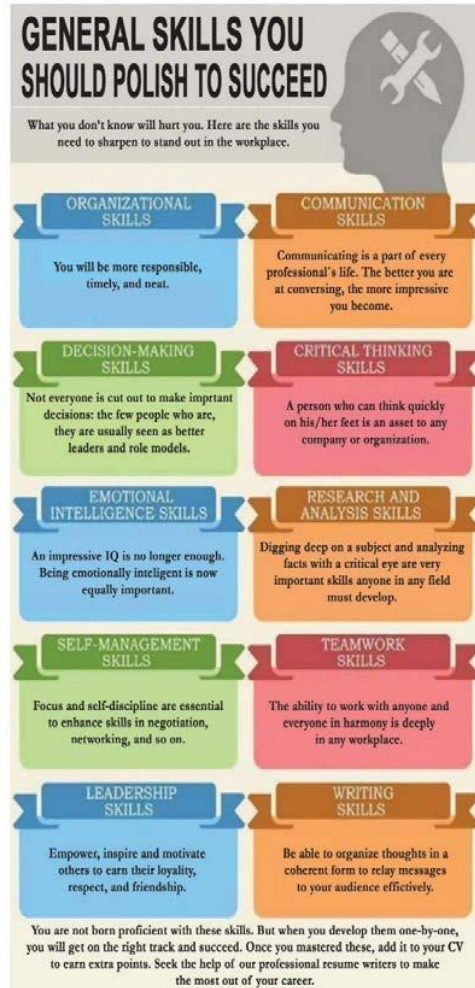 GENERAL SKILLS YOU
SHOULD POLISH TO SUCCEED
What you don't know will hurt you. Here are the skills you
need to sharpen to stand out in the workplace.
ORGANIZATIONAL
SKILLS
You will be more responsible,
timely, and neat.
COMMUNICATION
SKILLS
Communicating is a part of every
professional's life. The better you are
at conversing, the more impressive
you become.
DECISION-MAKING
SKILLS
Not everyone is cut out to make imprtant
decisions: the few people who are,
they are usually seen as better
leaders and role models.
CRITICAL THINKING
SKILLS
A person who can think quickly
on his/her feet is an asset to any
company or organization.
EMOTIONAL
INTELLIGENCE SKILLS
An impressive IQ is no longer enough.
Being emotionally inteligent is now
equally important.
RESEARCH AND
ANALYSIS SKILLS
Digging deep on a subject and analyzing
facts with a critical eye are very
important skills anyone in any field
must develop.
SELF-MANAGEMENT
SKILLS
Focus and self-discipline are essential
to enhance skills in negotiation,
networking, and so on.
TEAMWORK
SKILLS
The ability to work with anyone and
everyone in harmony is deeply
in any workplace.
LEADERSHIP
SKILLS
Empower, inspire and motivate
others to earn their loyality,
respect, and friendship.
WRITING
SKILLS
Be able to organize thoughts in a
coherent form to relay messages
to your audience effictively.
You are not born proficient with these skills. But when you develop them one-by-one,
you will get on the right track and succeed. Once you mastered these, add it to your CV
to earn extra points. Seek the help of our professional resume writers to make
the most out of your career.